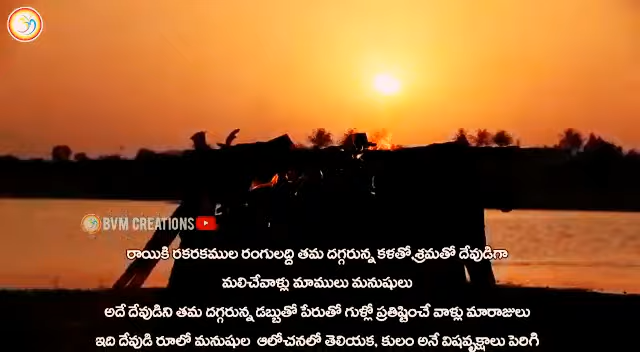 BVM CREATIONS
రాయికి రకరకముల రంగులద్ది తమ దగ్గరున్న కళతో,శ్రమతో దేవుడిగా
మలిచేవాళ్లు మాములు మనుషులు
అదే దేవుడిని తమ దగ్గరున్న డబ్బుతో పేరుతో గుళ్లో ప్రతిష్టించే వాళ్లు మారాజులు
ఇది దేవుడి రూలో మనుషుల ఆలోచనలో తెలియక, కులం అనే విషవృక్షాలు పెరిగి